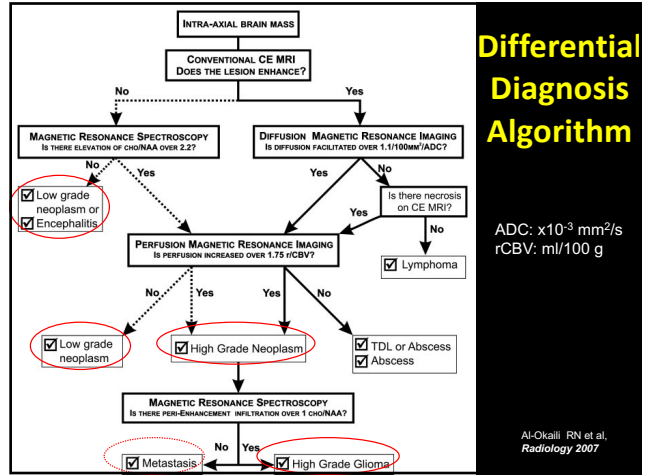 INTRA-AXIAL BRAIN MASS
CONVENTIONAL CE MRI
DOES THE LESION ENHANCE?
No
Yes
MAGNETIC RESONANCE SPECTROSCOPY
IS THERE ELEVATION OF CHO/NAA OVER 2.2?
DIFFUSION MAGNETIC RESONANCE IMAGING
IS DIFFUSION FACILITATED OVER 1.1/100MM²/ADC?
No
Yes
Yes
No
Low grade
neoplasm or
Encephalitis
Is there necrosis
on CE MRI?
Yes
No
PERFUSION MAGNETIC RESONANCE IMAGING
IS PERFUSION INCREASED OVER 1.75 r/CBV?
Lymphoma
No
Yes
Yes
No
Low grade
neoplasm
High Grade Neoplasm
TDL or Abscess
Abscess
MAGNETIC RESONANCE SPECTROSCOPY
IS THERE PERI-ENHANCEMENT INFILTRATION OVER 1 CHO/NAA?
No
Yes
Metastasis
High Grade Glioma
Differential
Diagnosis
Algorithm
ADC: x10⁻³ mm²/s
rCBV: ml/100 g
Al-Okaili RN et al,
Radiology 2007